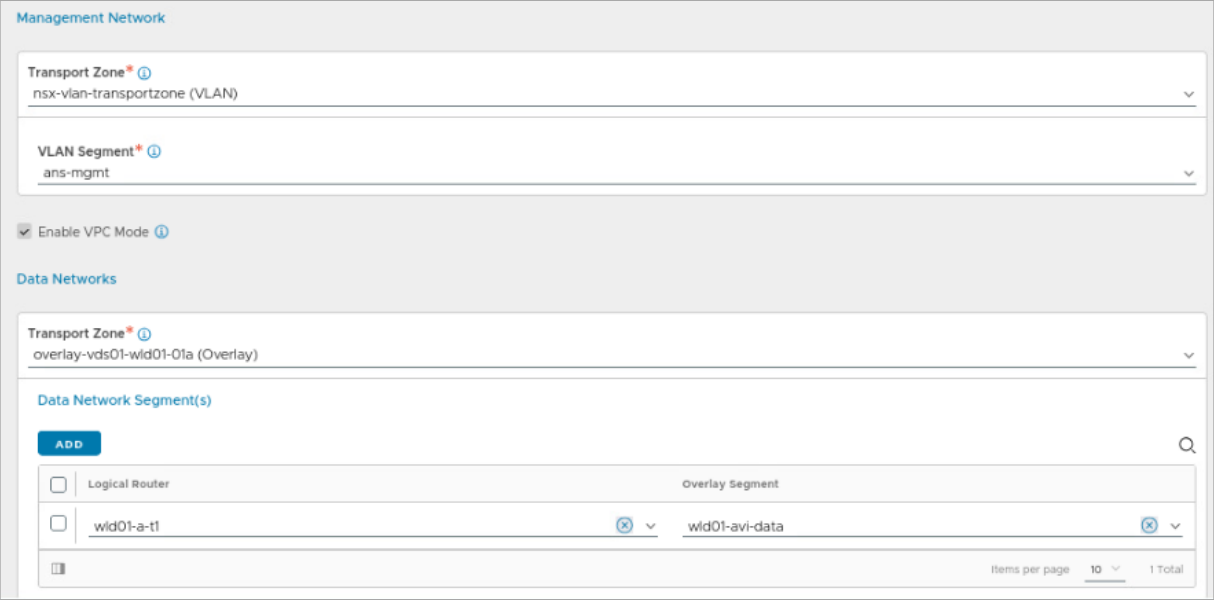 Management Network
Transport Zone*
nsx-vlan-transportzone (VLAN)
VLAN Segment*
ans-mgmt
Enable VPC Mode
Data Networks
Transport Zone*
overlay-vds01-wld01-01a (Overlay)
Data Network Segment(s)
ADD
Logical Router Overlay Segment
wld01-a-t1 wld01-avi-data
Items per page 10 1 Total